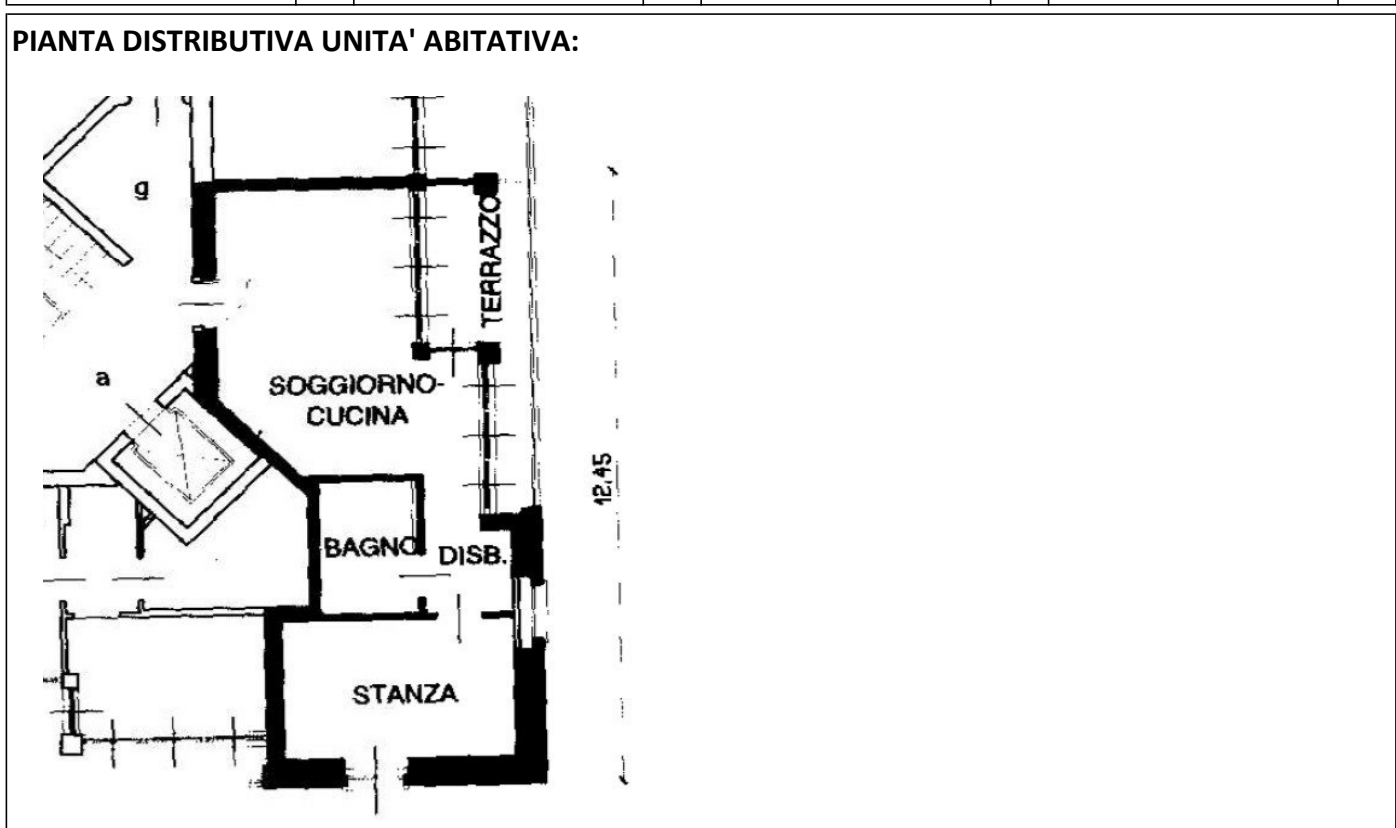 PIANTA DISTRIBUTIVA UNITA' ABITATIVA:
g
TERRAZZO
a
SOGGIORNO-
CUCINA
12,45
BAGNO
DISB.
STANZA